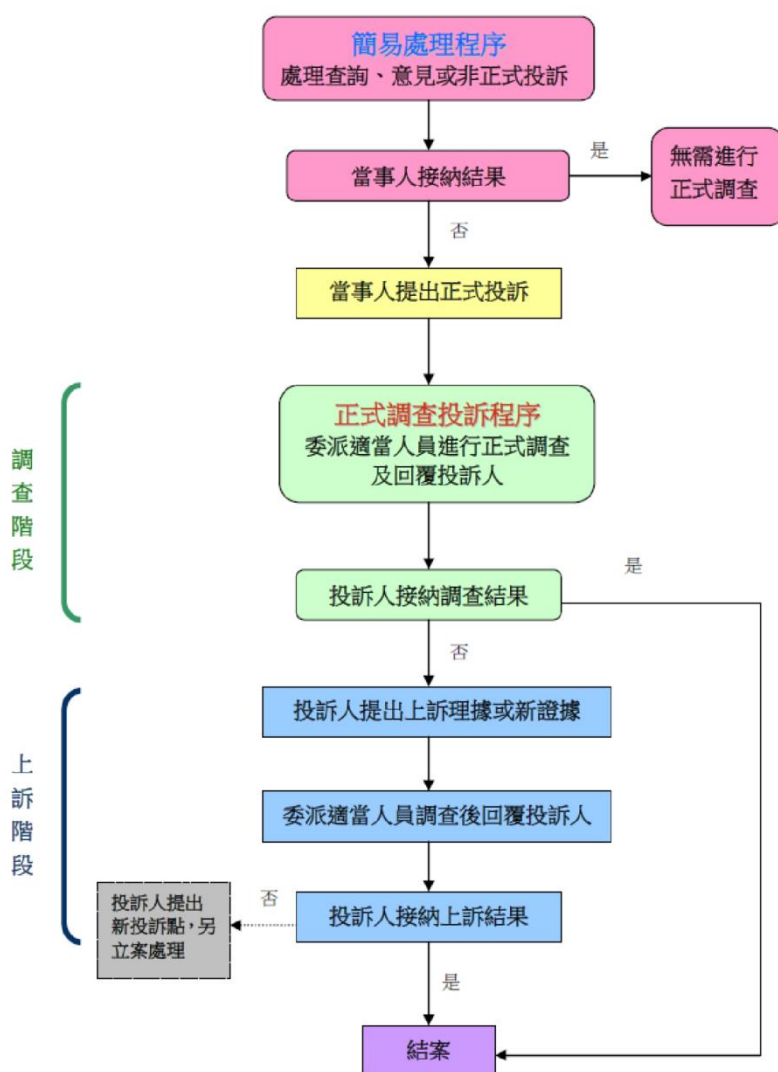 簡易處理程序
處理查詢、意見或非正式投訴
當事人接納結果
是
無需進行
正式調查
否
當事人提出正式投訴
調查階段
正式調查投訴程序
委派適當人員進行正式調查
及回覆投訴人
投訴人接納調查結果
是
否
上訴階段
投訴人提出上訴理據或新證據
委派適當人員調查後回覆投訴人
投訴人接納上訴結果
否
投訴人提出
新投訴點，另
立案處理
是
結案